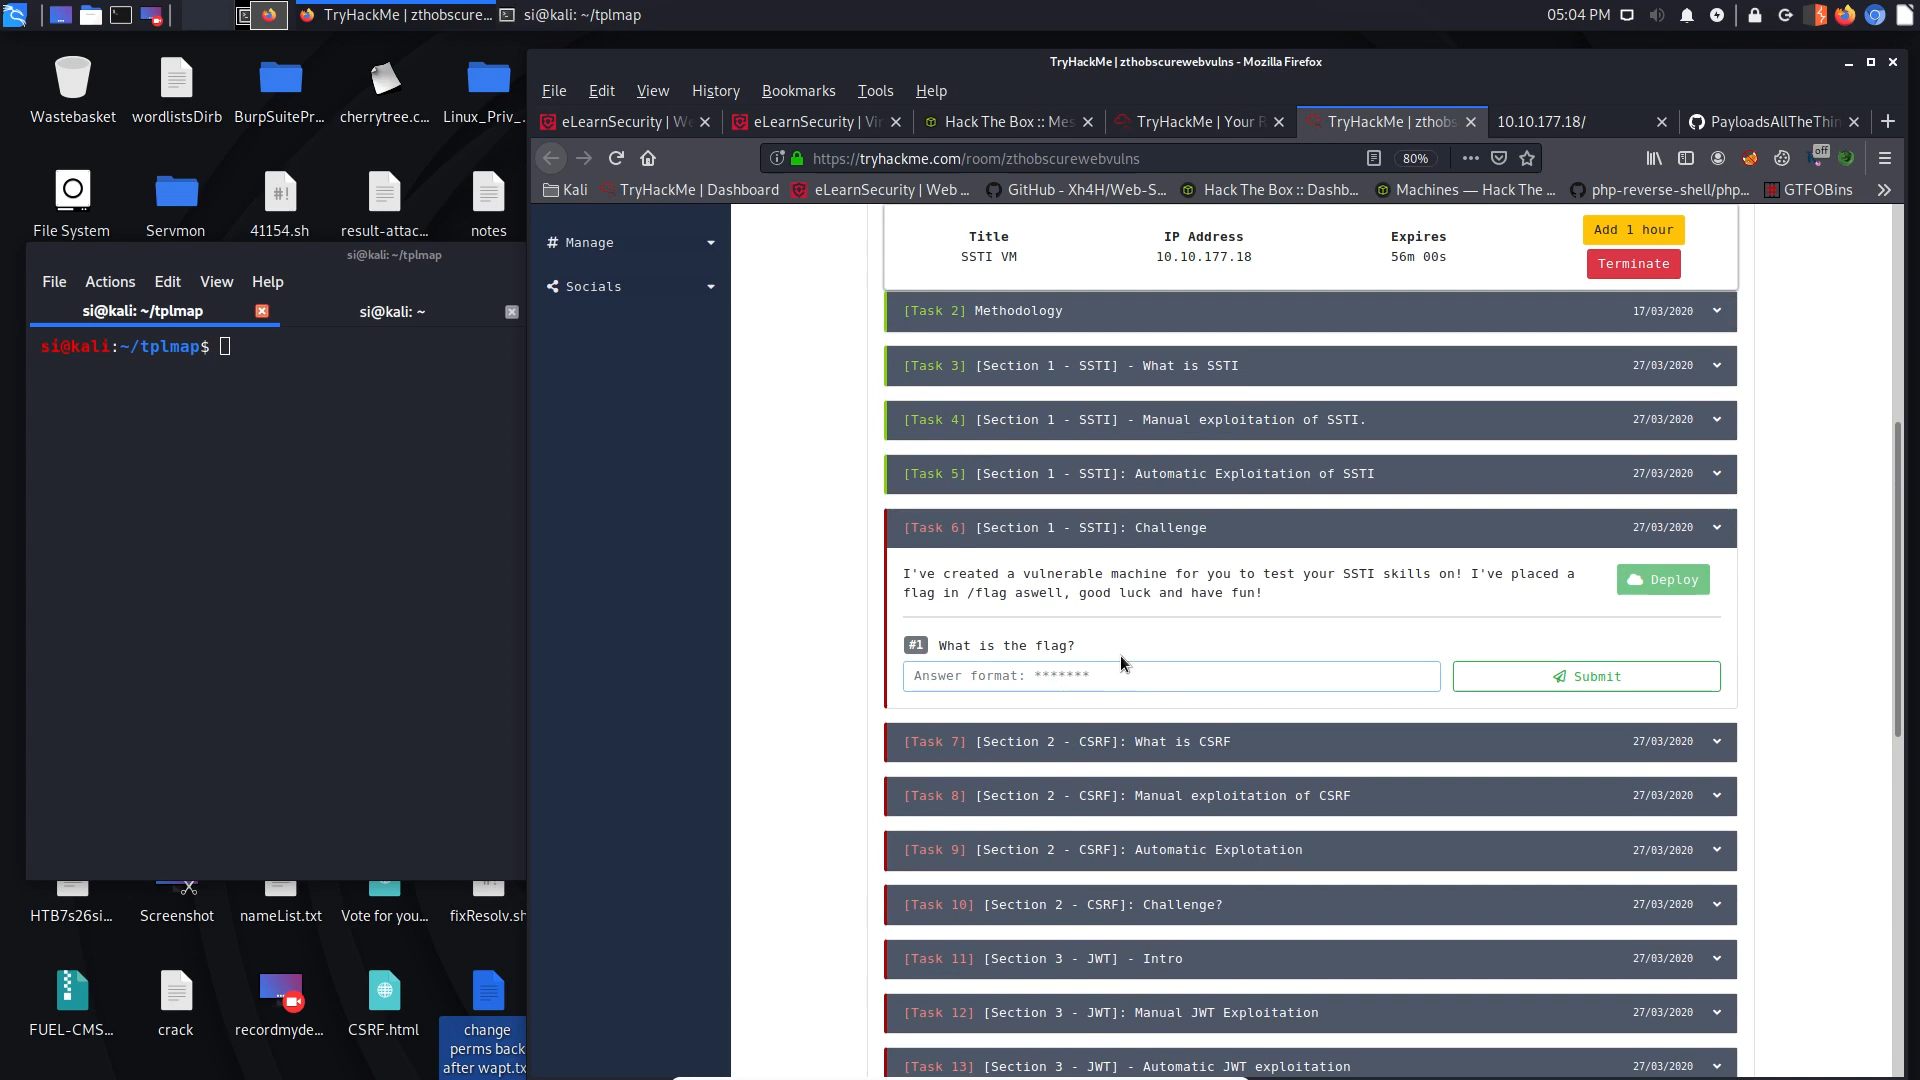 TryHackMe | zthobscure...
si@kali: ~/tplmap
05:04 PM
Wastebasket
wordlistsDirb
BurpSuitePr...
cherrytree.c...
Linux_Priv_...
File System
Servmon
41154.sh
result-attac...
notes
si@kali: ~/tplmap
File Actions Edit View Help
si@kali: ~/tplmap
si@kali: ~
si@kali:~/tplmap$
HTB7s26si...
Screenshot
nameList.txt
Vote for you...
fixResolv.sh
FUEL-CMS...
crack
recordmyde...
CSRF.html
change
perms back
after wapt.tx
TryHackMe | zthobscurewebvulns - Mozilla Firefox
File Edit View History Bookmarks Tools Help
eLearnSecurity | We
eLearnSecurity | Vir
Hack The Box :: Mes
TryHackMe | Your R
TryHackMe | zthobs
10.10.177.18/
PayloadsAllTheThin
https://tryhackme.com/room/zthobscurewebvulns
80%
off
Kali
TryHackMe | Dashboard
eLearnSecurity | Web ...
GitHub - Xh4H/Web-S...
Hack The Box :: Dashb...
Machines — Hack The ...
php-reverse-shell/php...
GTFOBins
# Manage
Socials
Title IP Address Expires Add 1 hour
SSTI VM 10.10.177.18 56m 00s Terminate
[Task 2] Methodology 17/03/2020
[Task 3] [Section 1 - SSTI] - What is SSTI 27/03/2020
[Task 4] [Section 1 - SSTI] - Manual exploitation of SSTI. 27/03/2020
[Task 5] [Section 1 - SSTI]: Automatic Exploitation of SSTI 27/03/2020
[Task 6] [Section 1 - SSTI]: Challenge 27/03/2020
I've created a vulnerable machine for you to test your SSTI skills on! I've placed a
flag in /flag aswell, good luck and have fun!
Deploy
#1 What is the flag?
Answer format: *******
Submit
[Task 7] [Section 2 - CSRF]: What is CSRF 27/03/2020
[Task 8] [Section 2 - CSRF]: Manual exploitation of CSRF 27/03/2020
[Task 9] [Section 2 - CSRF]: Automatic Explotation 27/03/2020
[Task 10] [Section 2 - CSRF]: Challenge? 27/03/2020
[Task 11] [Section 3 - JWT] - Intro 27/03/2020
[Task 12] [Section 3 - JWT]: Manual JWT Exploitation 27/03/2020
[Task 13] [Section 3 - JWT] - Automatic JWT exploitation 27/03/2020